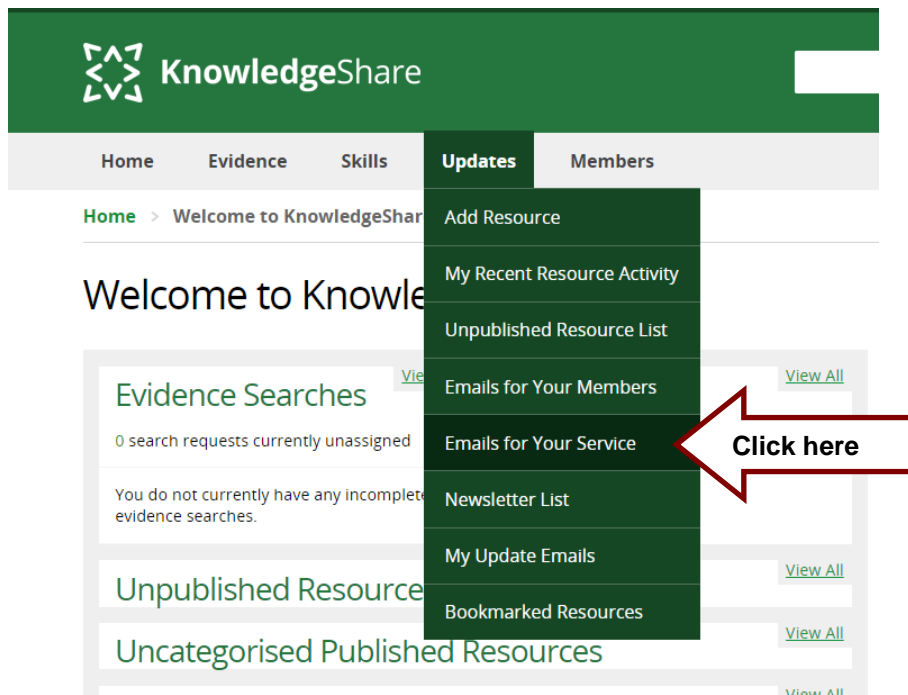 KnowledgeShare
Home Evidence Skills Updates Members
Home > Welcome to KnowledgeShar
Add Resource
My Recent Resource Activity
Unpublished Resource List
Emails for Your Members
Emails for Your Service
Newsletter List
My Update Emails
Bookmarked Resources
Welcome to Knowle
Evidence Searches
Vie
View All
0 search requests currently unassigned
You do not currently have any incomplete
evidence searches.
Click here
Unpublished Resource
View All
Uncategorised Published Resources
View All
View All